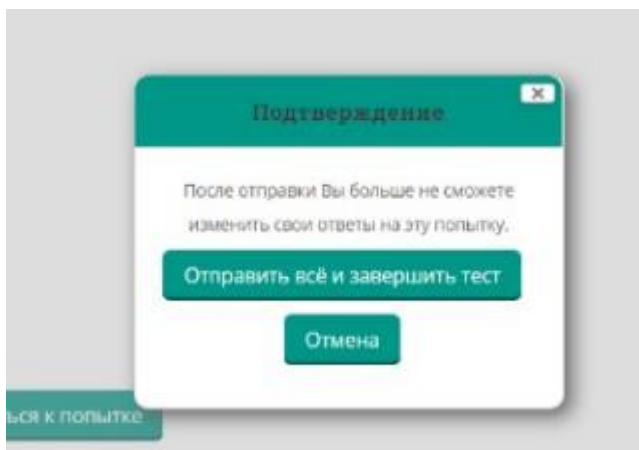 Подтверждение
После отправки Вы больше не сможете
изменить свои ответы на эту попытку.
Отправить всё и завершить тест
Отмена
ься к попытке